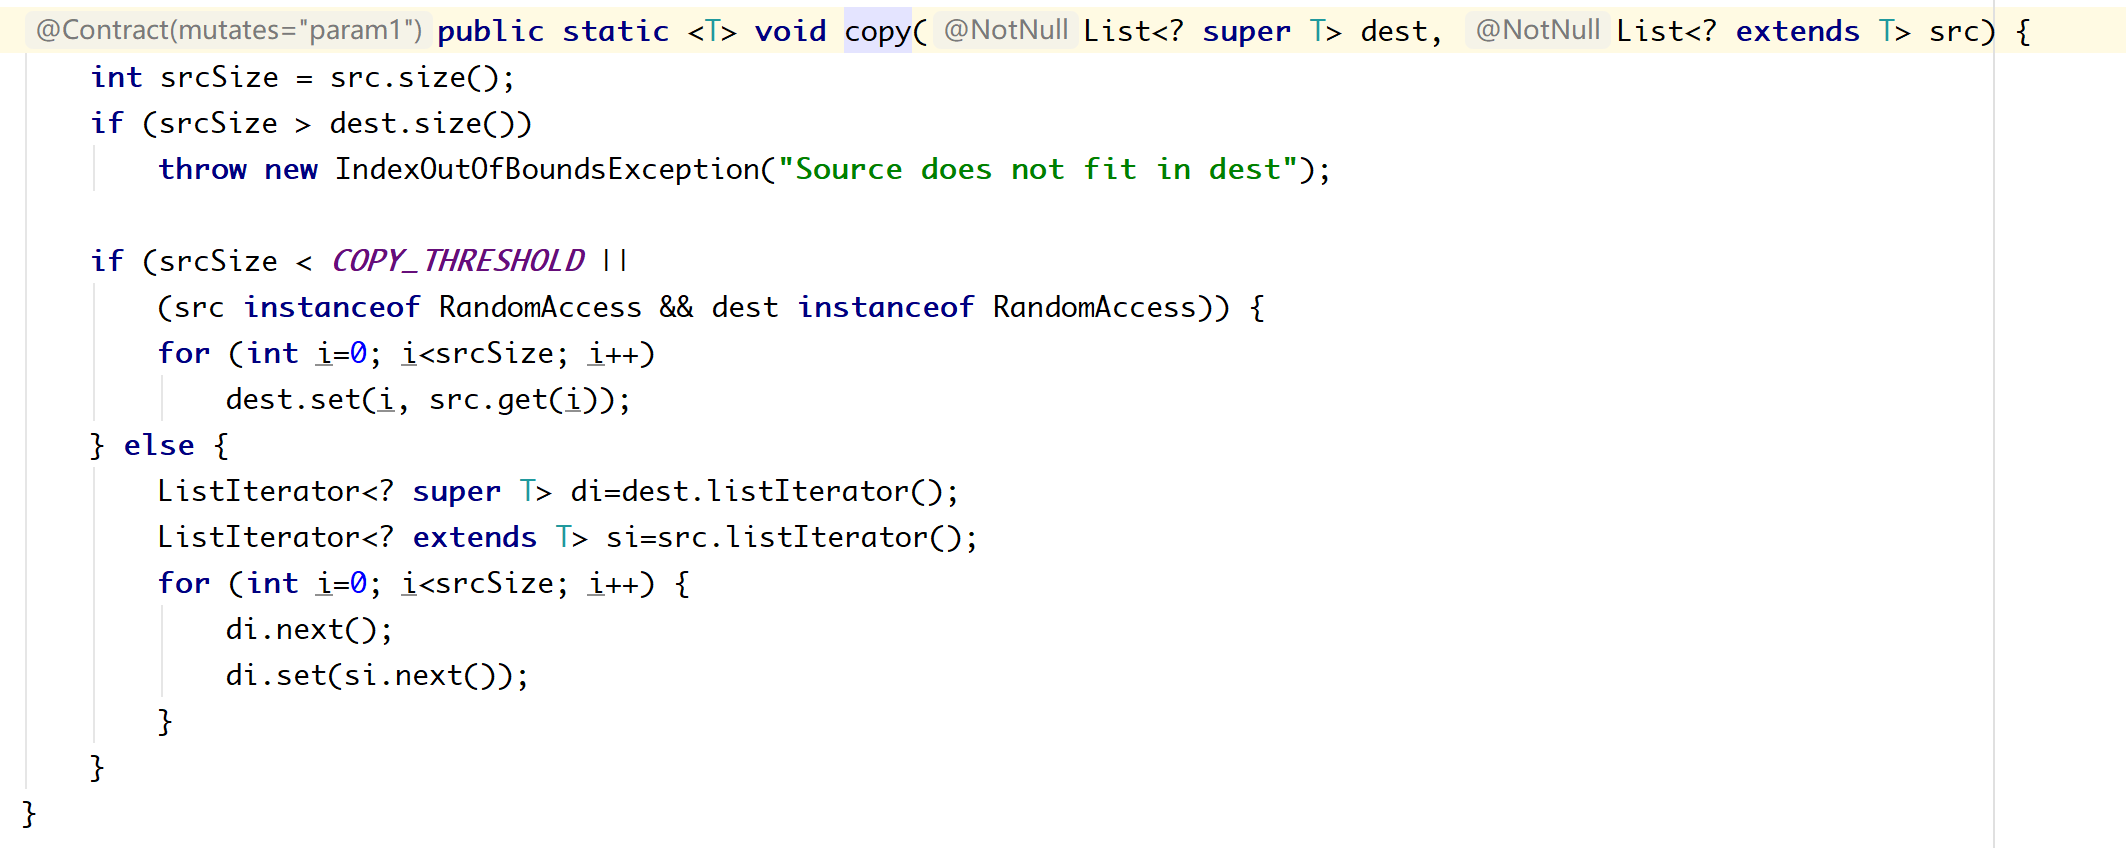 @Contract(mutates="param1") public static <T> void copy( @NotNull List<? super T> dest, @NotNull List<? extends T> src) {
int srcSize = src.size();
if (srcSize > dest.size())
throw new IndexOutOfBoundsException("Source does not fit in dest");
if (srcSize < COPY_THRESHOLD ||
(src instanceof RandomAccess && dest instanceof RandomAccess)) {
for (int i=0; i<srcSize; i++)
dest.set(i, src.get(i));
} else {
ListIterator<? super T> di=dest.listIterator();
ListIterator<? extends T> si=src.listIterator();
for (int i=0; i<srcSize; i++) {
di.next();
di.set(si.next());
}
}
}